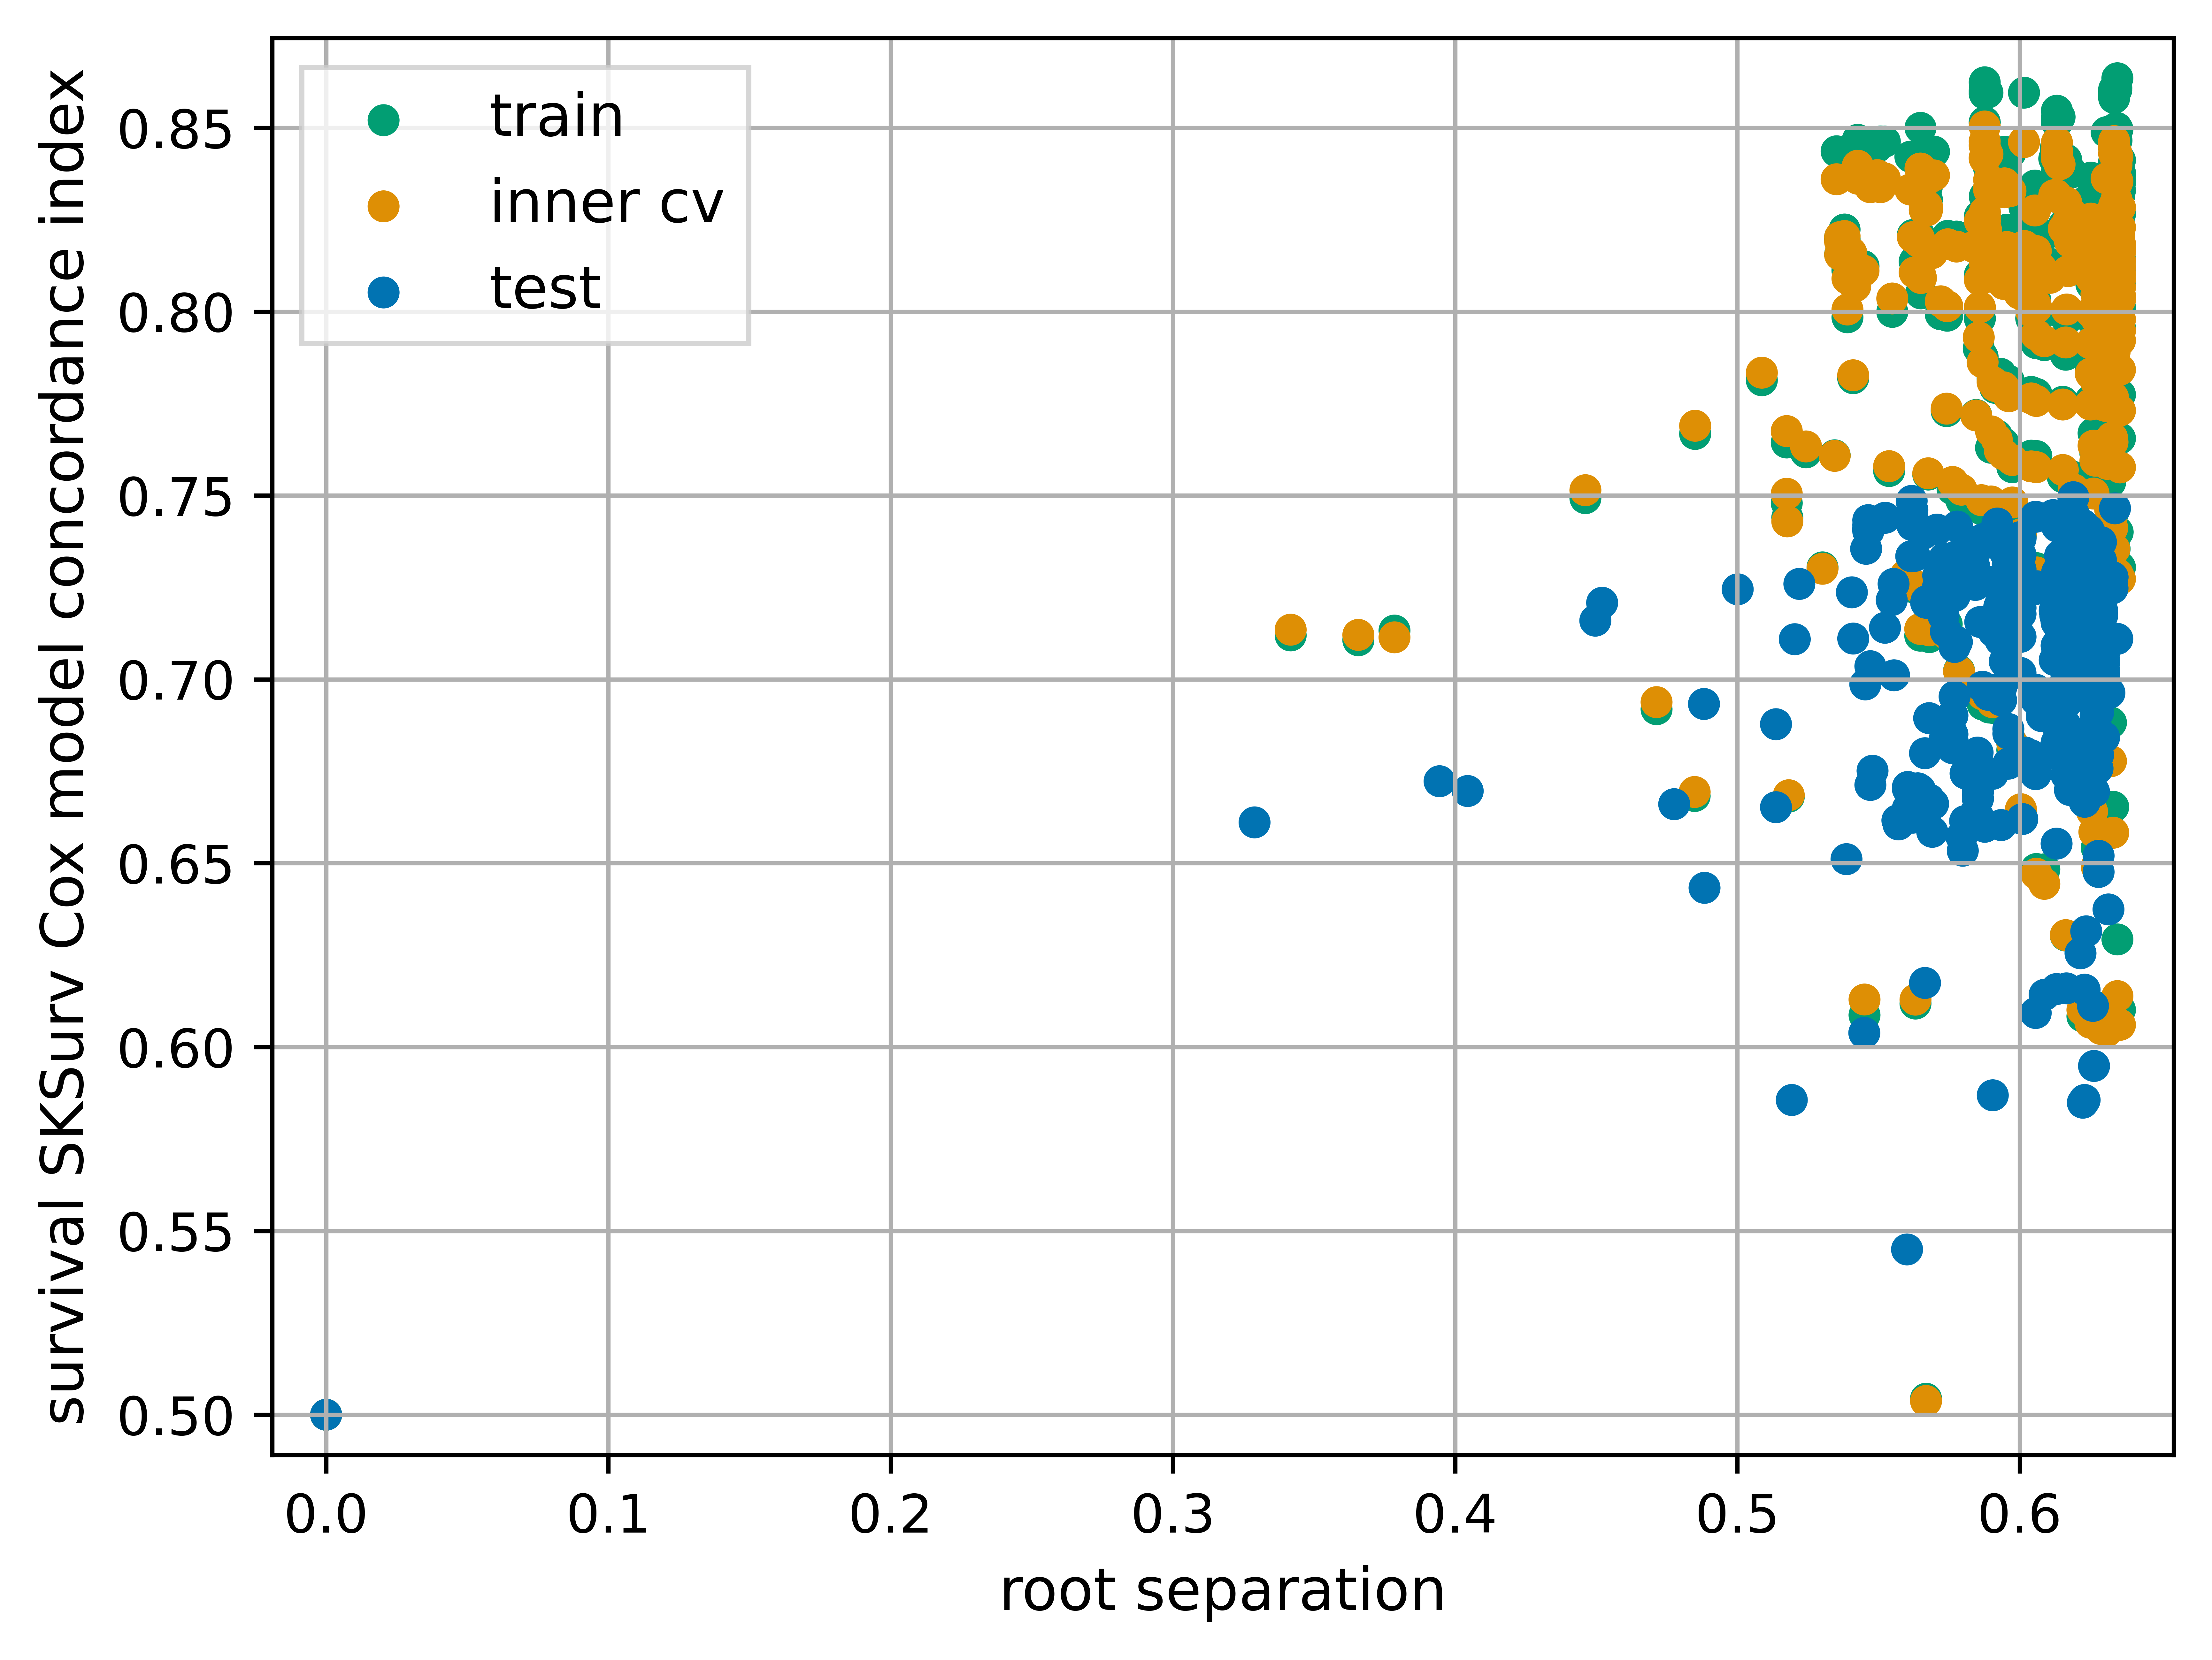 train
inner cv
test
survival SKSurv Cox model concordance index
0.85
0.80
0.75
0.70
0.65
0.60
0.55
0.50
0.0 0.1 0.2 0.3 0.4 0.5 0.6
root separation